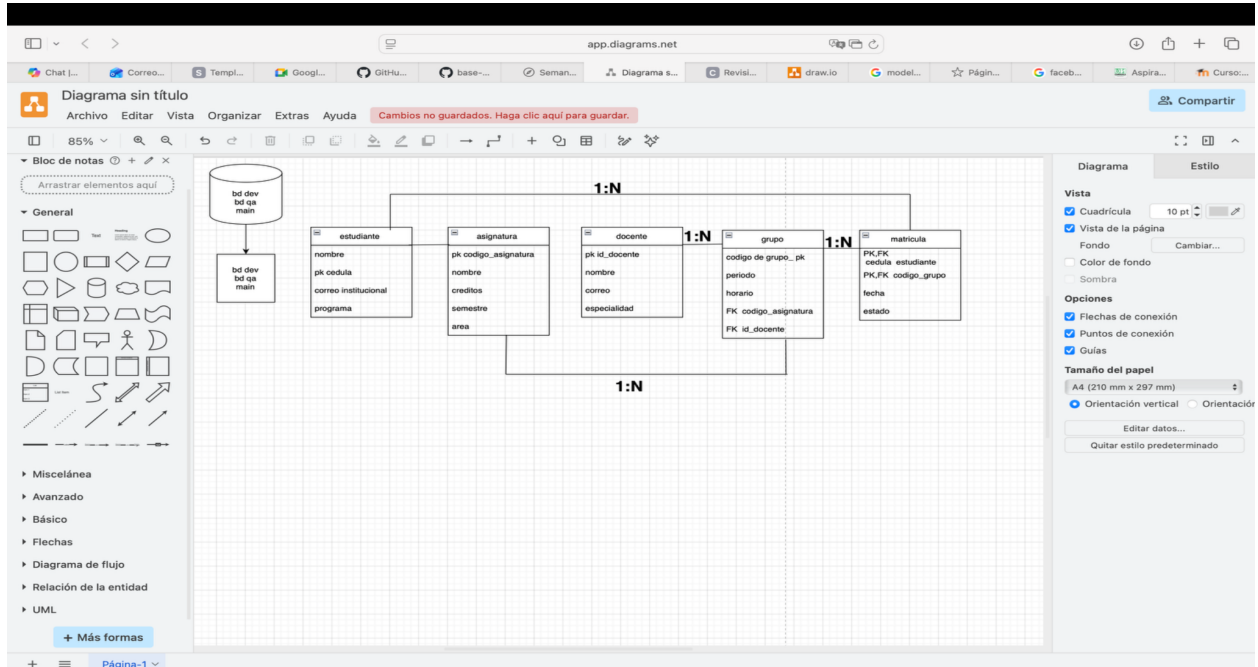 app.diagrams.net
Chat |...
Correo...
Templ...
Googl...
GitHu...
base-...
Seman...
Diagrama s...
Revisi...
draw.io
model...
Págin...
faceb...
Aspira...
Curso:...
Diagrama sin título
Archivo Editar Vista Organizar Extras Ayuda
Cambios no guardados. Haga clic aquí para guardar.
Compartir
85%
Bloc de notas
Arrastrar elementos aquí
General
Text
Heading
List Item
Miscelánea
Avanzado
Básico
Flechas
Diagrama de flujo
Relación de la entidad
UML
+ Más formas
Página-1
bd dev
bd qa
main
bd dev
bd qa
main
1:N
estudiante
nombre
pk cedula
correo institucional
programa
asignatura
pk codigo_asignatura
nombre
creditos
semestre
area
docente
pk id_docente
nombre
correo
especialidad
1:N
grupo
codigo de grupo_ pk
periodo
horario
FK codigo_asignatura
FK id_docente
1:N
matricula
PK,FK
cedula estudiante
PK,FK codigo_grupo
fecha
estado
1:N
Diagrama
Estilo
Vista
Cuadrícula
10 pt
Vista de la página
Fondo
Cambiar...
Color de fondo
Sombra
Opciones
Flechas de conexión
Puntos de conexión
Guías
Tamaño del papel
A4 (210 mm x 297 mm)
Orientación vertical
Orientación
Editar datos...
Quitar estilo predeterminado